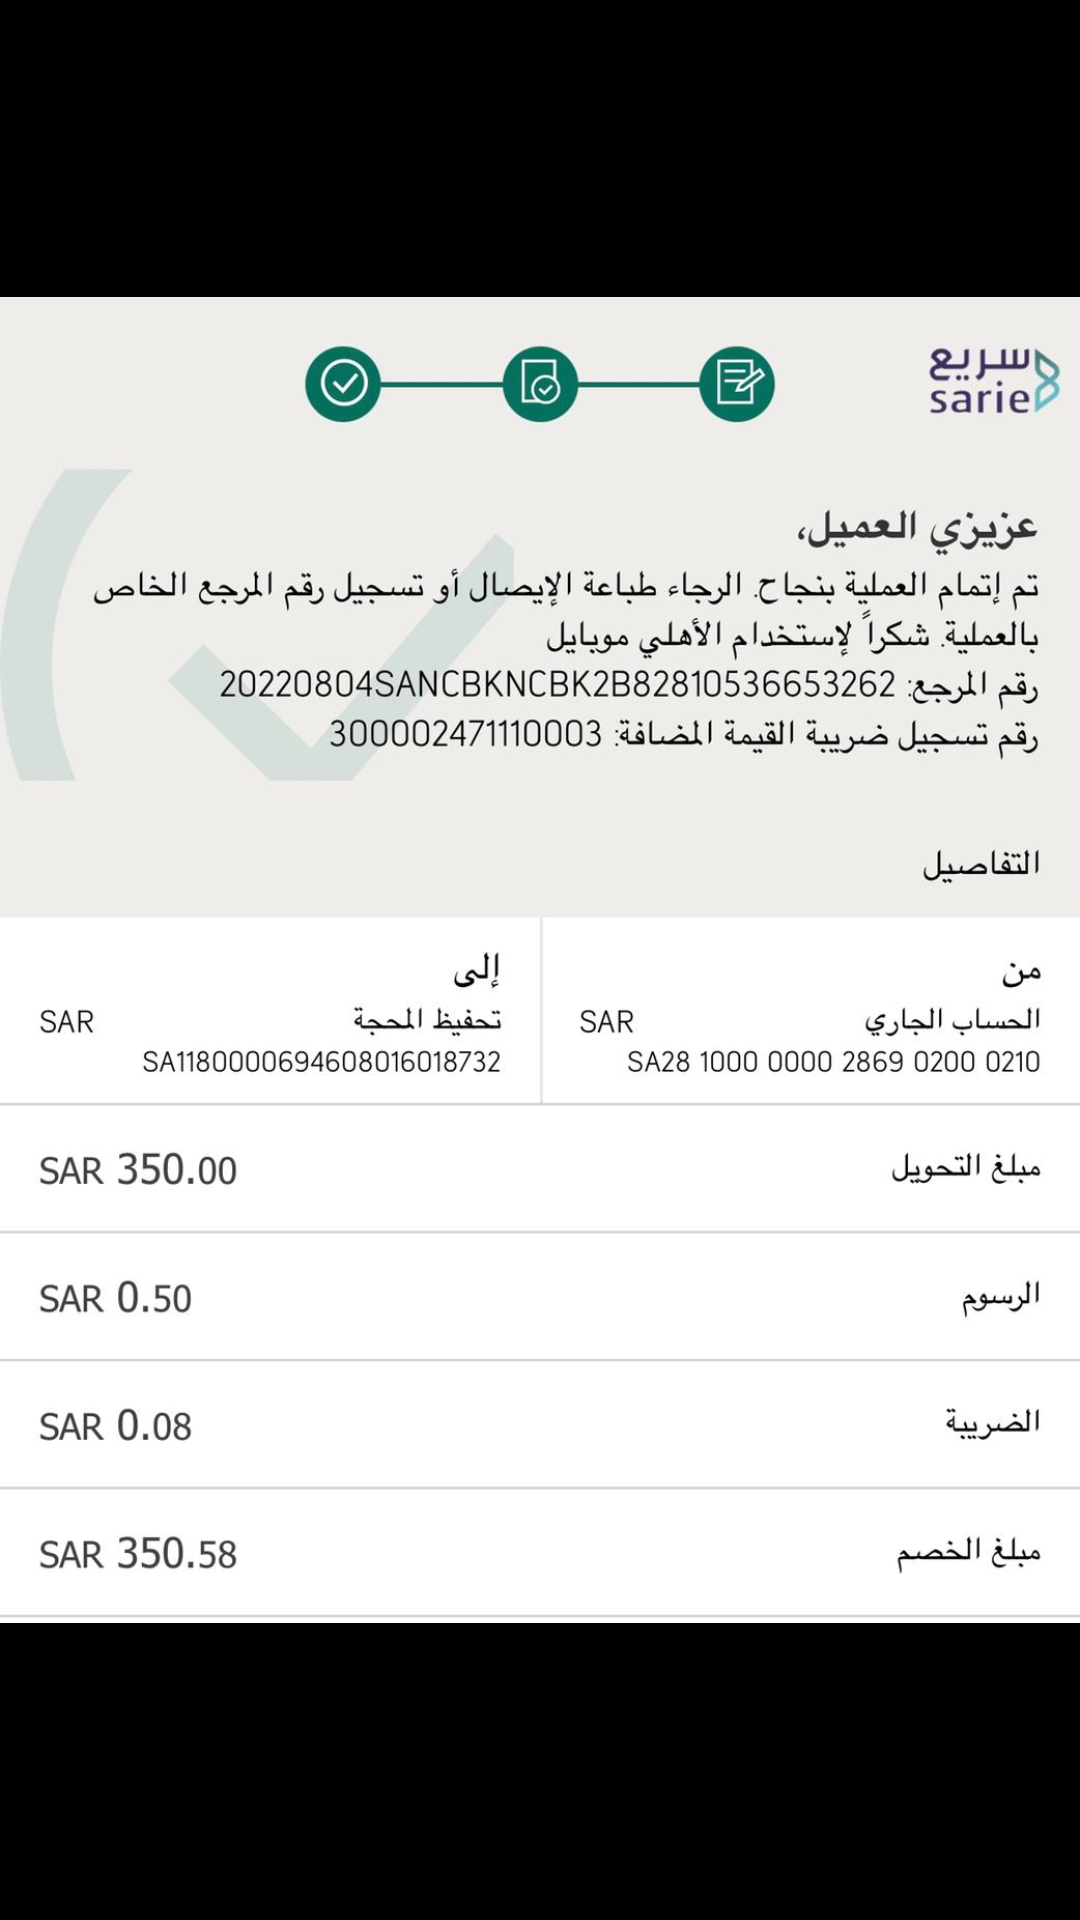 سريع
sarie
عزيزي العميل،
تم إتمام العملية بنجاح. الرجاء طباعة الإيصال أو تسجيل رقم المرجع الخاص
بالعملية. شكراً لإستخدام الأهلي موبايل
رقم المرجع: 20220804SANCBKNCBK2B82810536653262
رقم تسجيل ضريبة القيمة المضافة: 300002471110003
التفاصيل
من
الحساب الجاري SAR
SA28 1000 0000 2869 0200 0210
إلى
تحفيظ المحجة SAR
SA1180000694608016018732
مبلغ التحويل SAR 350.00
الرسوم SAR 0.50
الضريبة SAR 0.08
مبلغ الخصم SAR 350.58